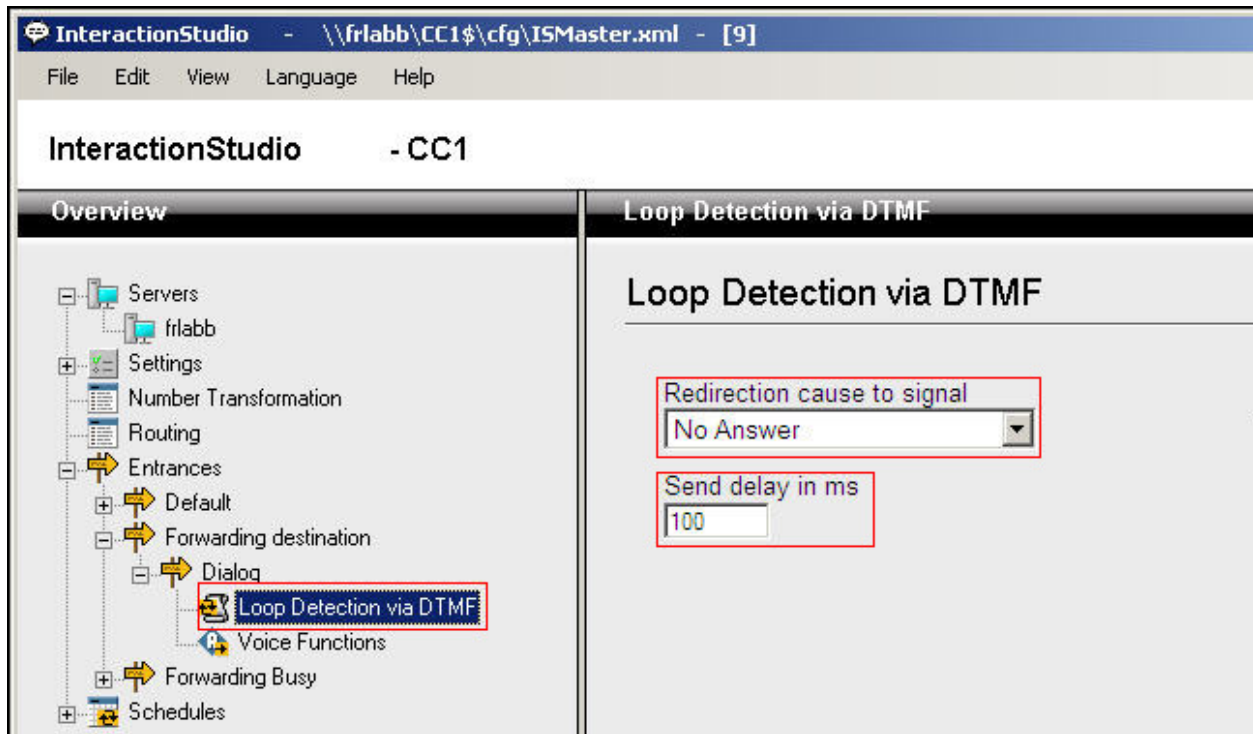 InteractionStudio - \\frlabb\CC1$\cfg\ISMaster.xml - [9]
File Edit View Language Help
InteractionStudio - CC1
Overview
Servers
frlabb
Settings
Number Transformation
Routing
Entrances
Default
Forwarding destination
Dialog
Loop Detection via DTMF
Voice Functions
Forwarding Busy
Schedules
Loop Detection via DTMF
Loop Detection via DTMF
Redirection cause to signal
No Answer
Send delay in ms
100